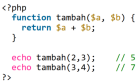 <?php
function tambah($a, $b) {
return $a + $b;
}
echo tambah(2,3); // 5
echo tambah(3,4); // 7
?>